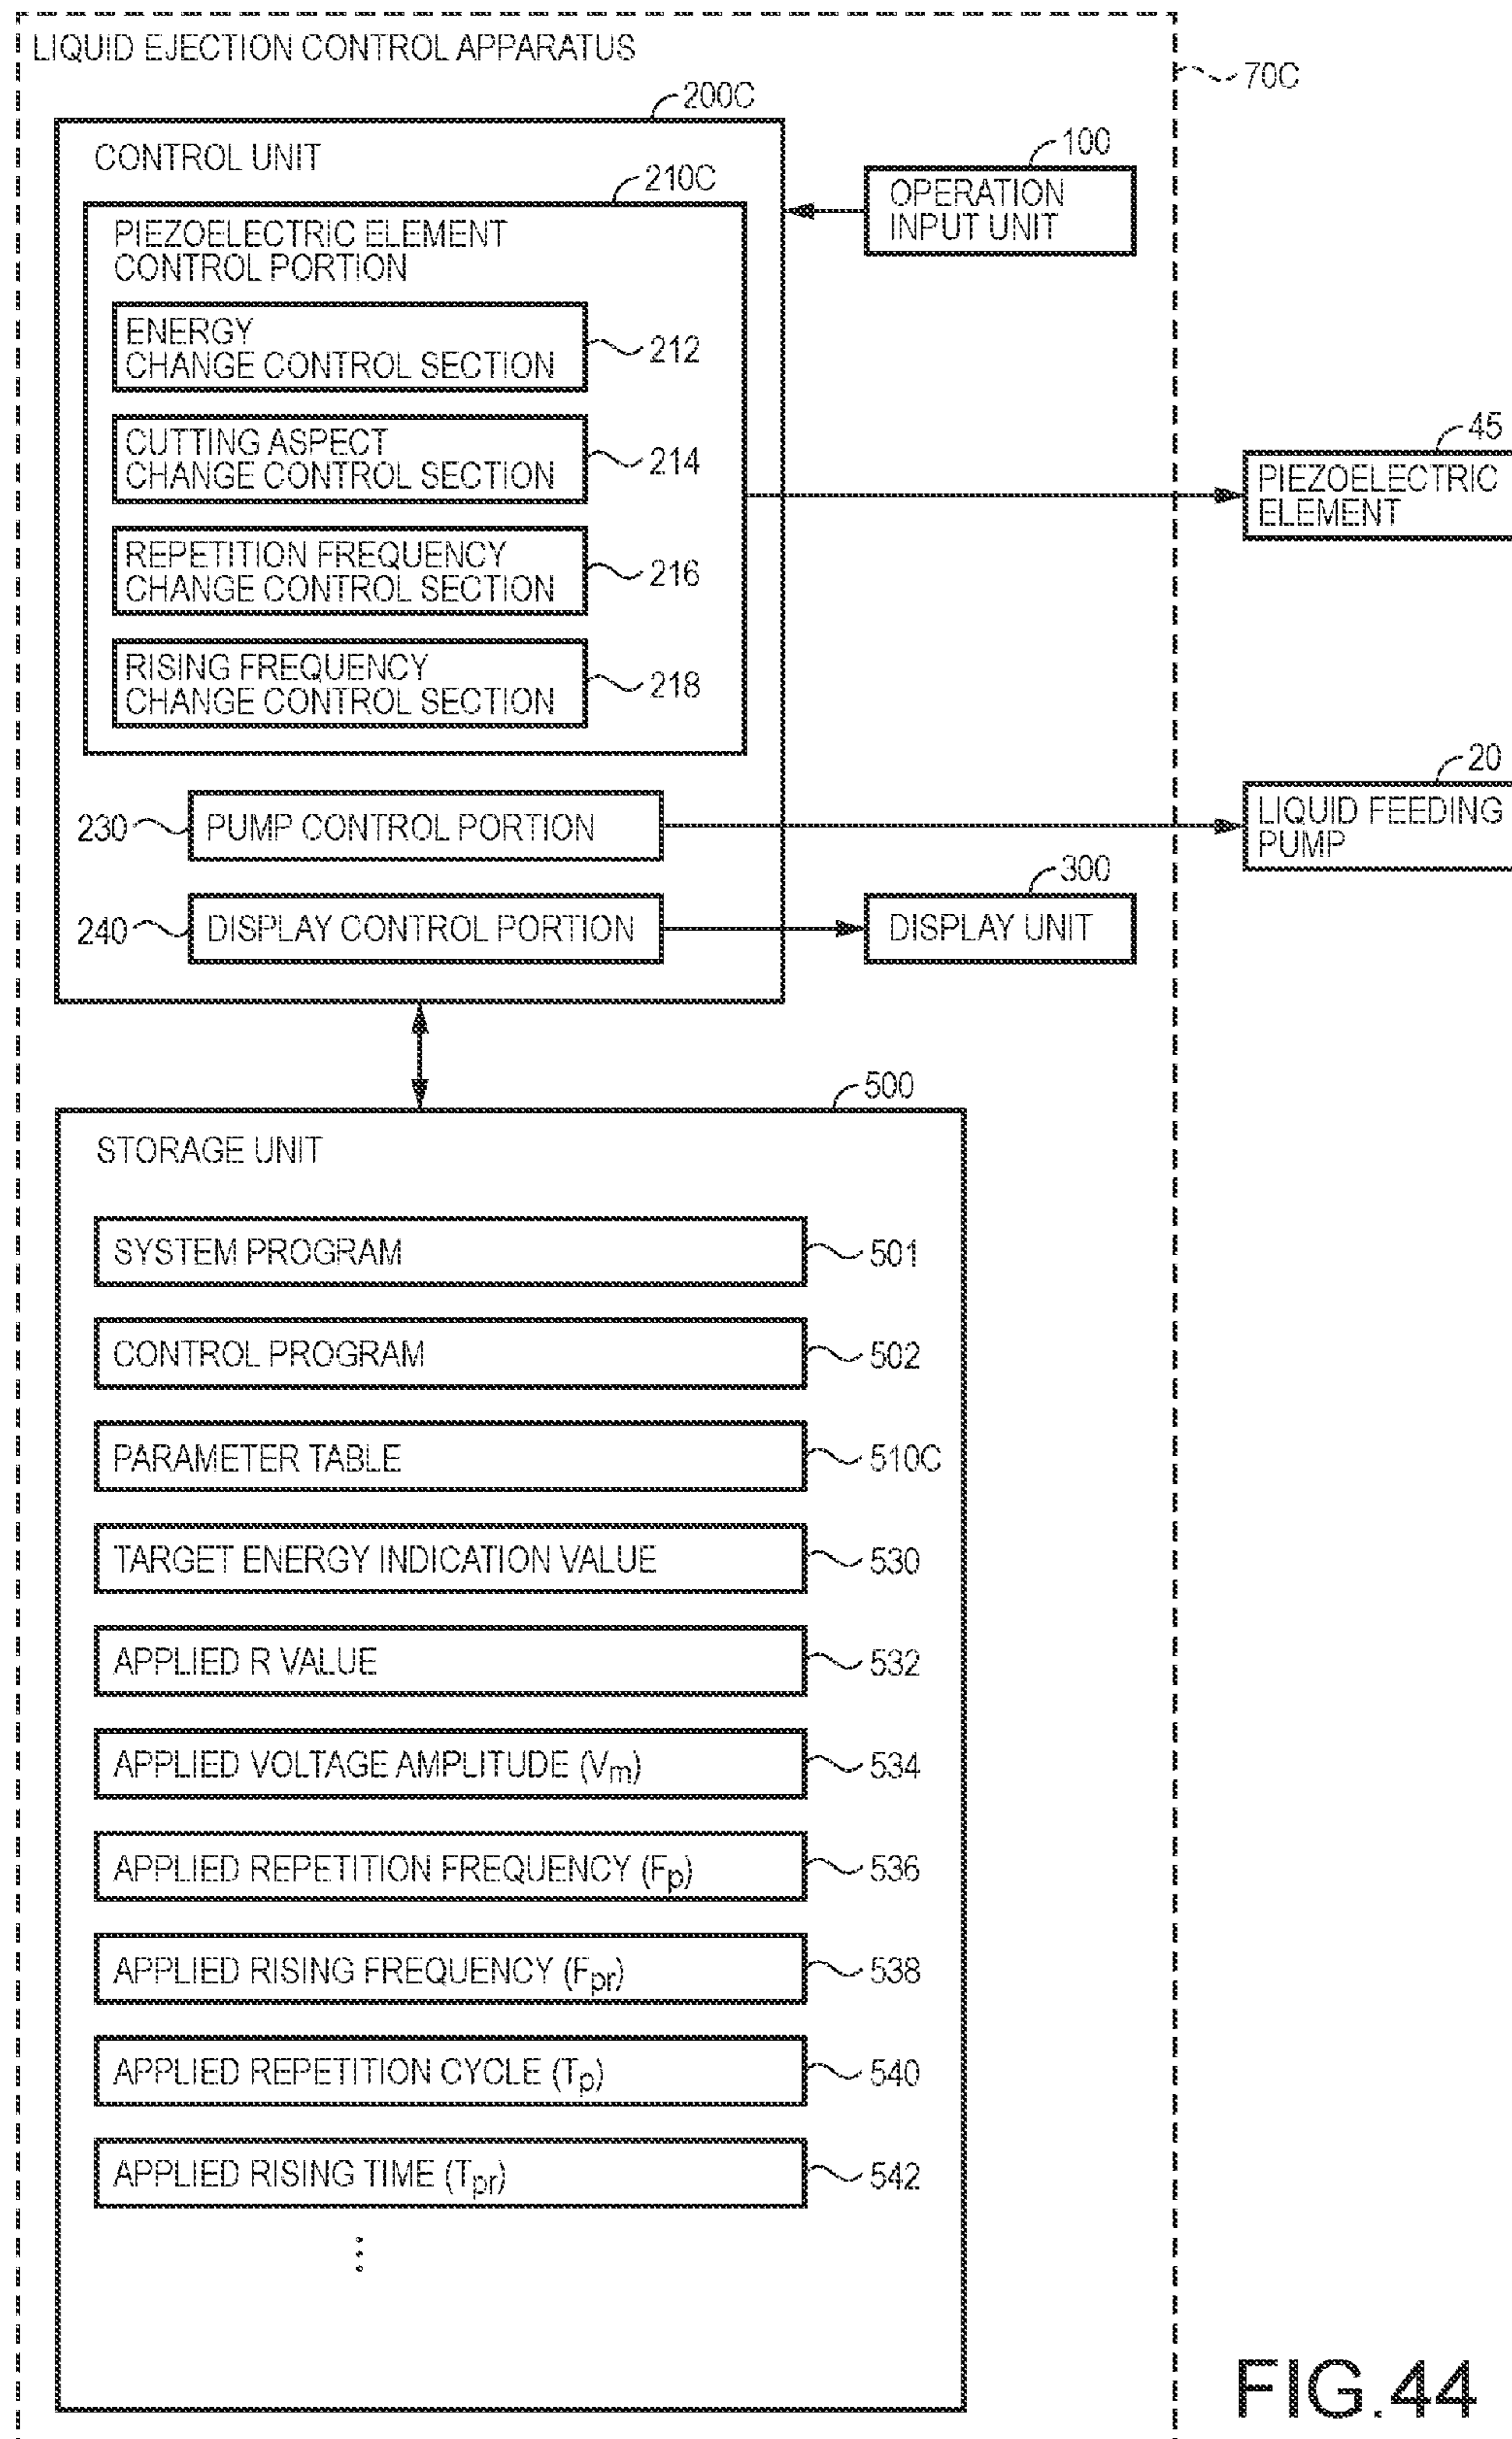 LIQUID EJECTION CONTROL APPARATUS
70C
200C
CONTROL UNIT
100
OPERATION
INPUT UNIT
210C
PIEZOELECTRIC ELEMENT
CONTROL PORTION
ENERGY
CHANGE CONTROL SECTION
212
CUTTING ASPECT
CHANGE CONTROL SECTION
214
45
PIEZOELECTRIC
ELEMENT
REPETITION FREQUENCY
CHANGE CONTROL SECTION
216
RISING FREQUENCY
CHANGE CONTROL SECTION
218
20
LIQUID FEEDING
PUMP
230
PUMP CONTROL PORTION
300
240
DISPLAY CONTROL PORTION
DISPLAY UNIT
500
STORAGE UNIT
SYSTEM PROGRAM
501
CONTROL PROGRAM
502
PARAMETER TABLE
510C
TARGET ENERGY INDICATION VALUE
530
APPLIED R VALUE
532
APPLIED VOLTAGE AMPLITUDE (Vm)
534
APPLIED REPETITION FREQUENCY (Fp)
536
APPLIED RISING FREQUENCY (Fpr)
538
APPLIED REPETITION CYCLE (Tp)
540
APPLIED RISING TIME (Tpr)
542
⋮
FIG.44